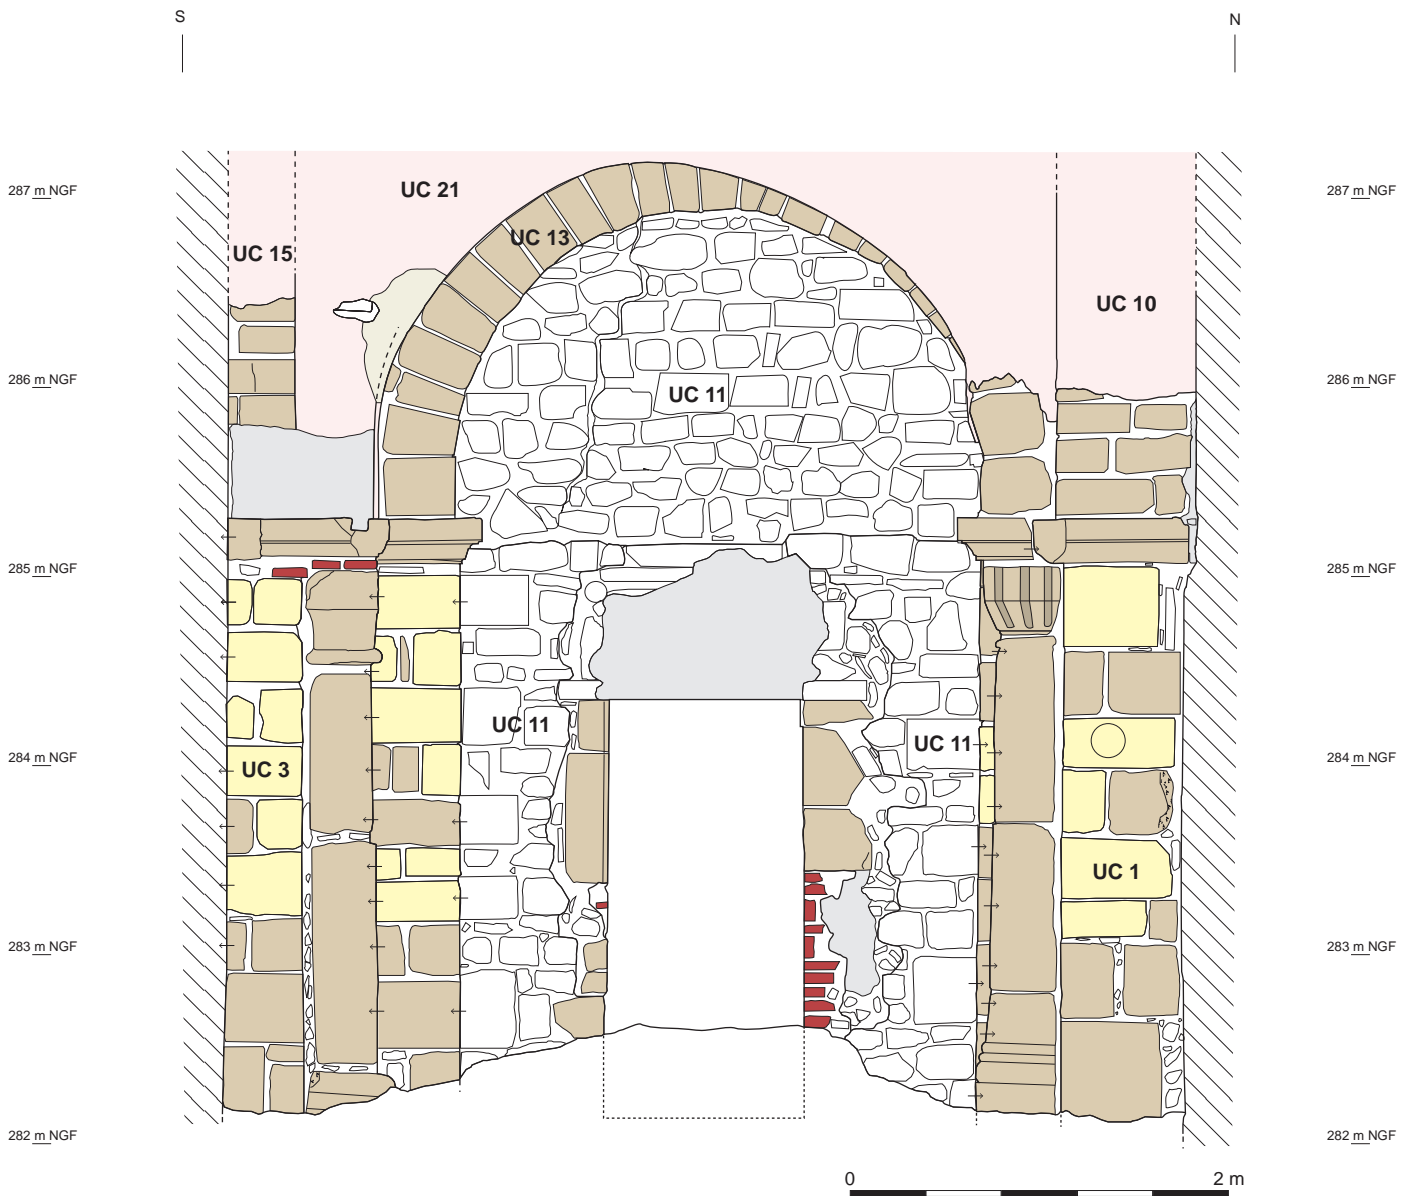 S N
287 m NGF 287 m NGF
UC 21
UC 13
UC 15
UC 10
286 m NGF 286 m NGF
UC 11
285 m NGF 285 m NGF
UC 11
UC 11
284 m NGF 284 m NGF
UC 3
UC 1
283 m NGF 283 m NGF
282 m NGF 282 m NGF
0 2 m